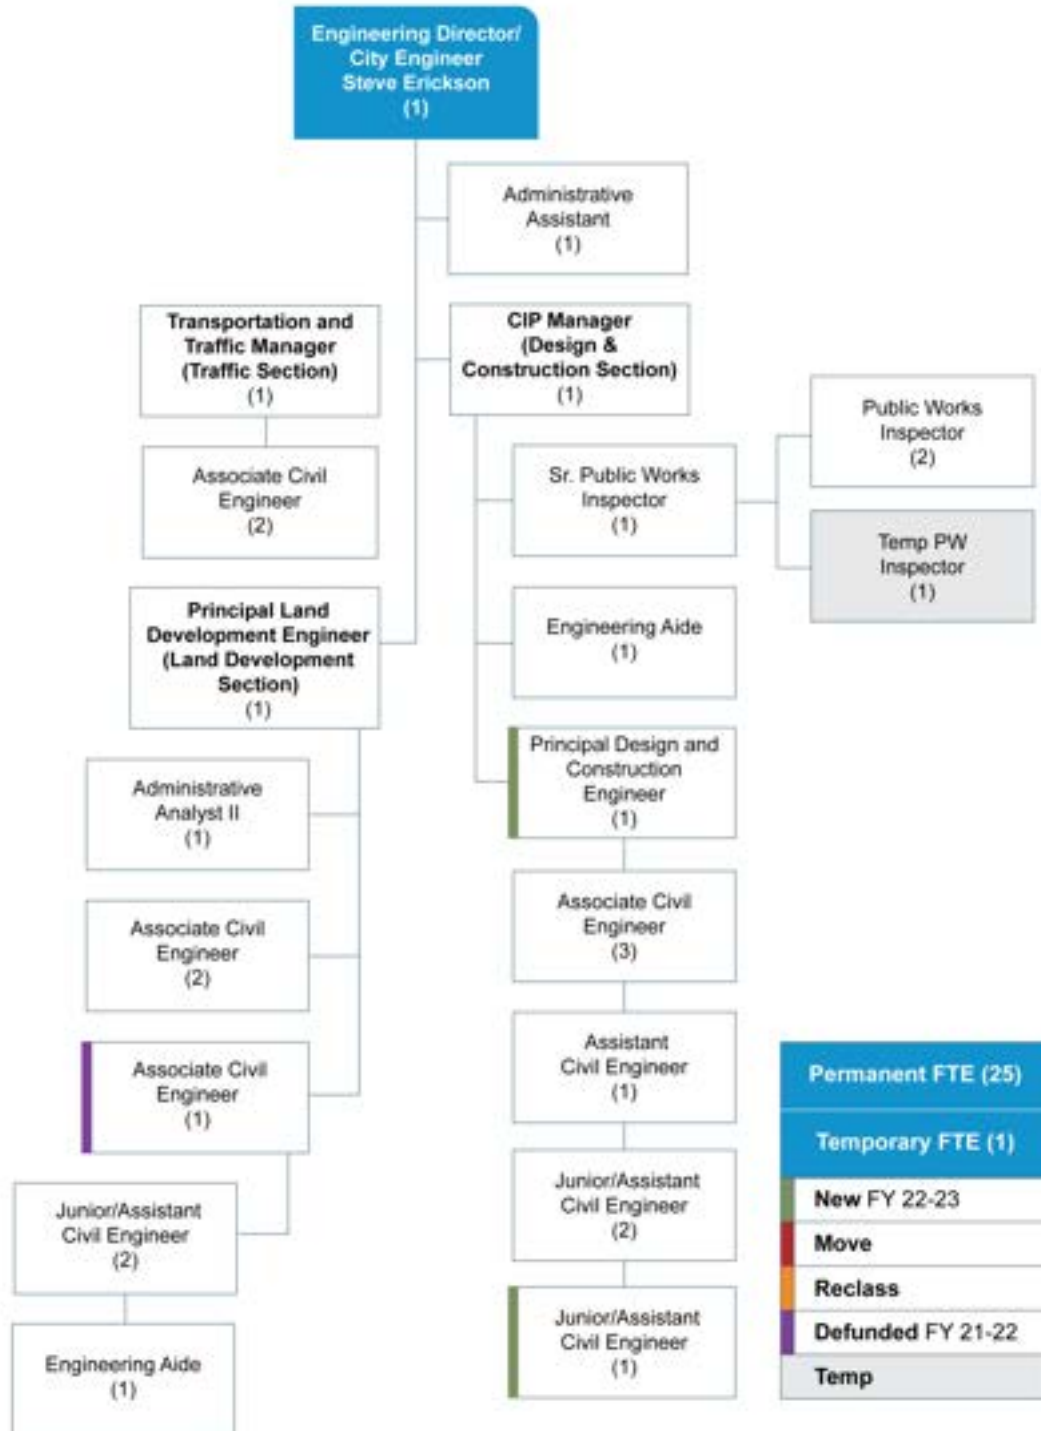 Engineering Director/
City Engineer
Steve Erickson
(1)
Administrative
Assistant
(1)
Transportation and
Traffic Manager
(Traffic Section)
(1)
CIP Manager
(Design &
Construction Section)
(1)
Associate Civil
Engineer
(2)
Sr. Public Works
Inspector
(1)
Public Works
Inspector
(2)
Temp PW
Inspector
(1)
Principal Land
Development Engineer
(Land Development
Section)
(1)
Engineering Aide
(1)
Principal Design and
Construction
Engineer
(1)
Administrative
Analyst II
(1)
Associate Civil
Engineer
(2)
Associate Civil
Engineer
(3)
Associate Civil
Engineer
(1)
Assistant
Civil Engineer
(1)
Junior/Assistant
Civil Engineer
(2)
Junior/Assistant
Civil Engineer
(2)
Engineering Aide
(1)
Junior/Assistant
Civil Engineer
(1)
Permanent FTE (25)
Temporary FTE (1)
New FY 22-23
Move
Reclass
Defunded FY 21-22
Temp